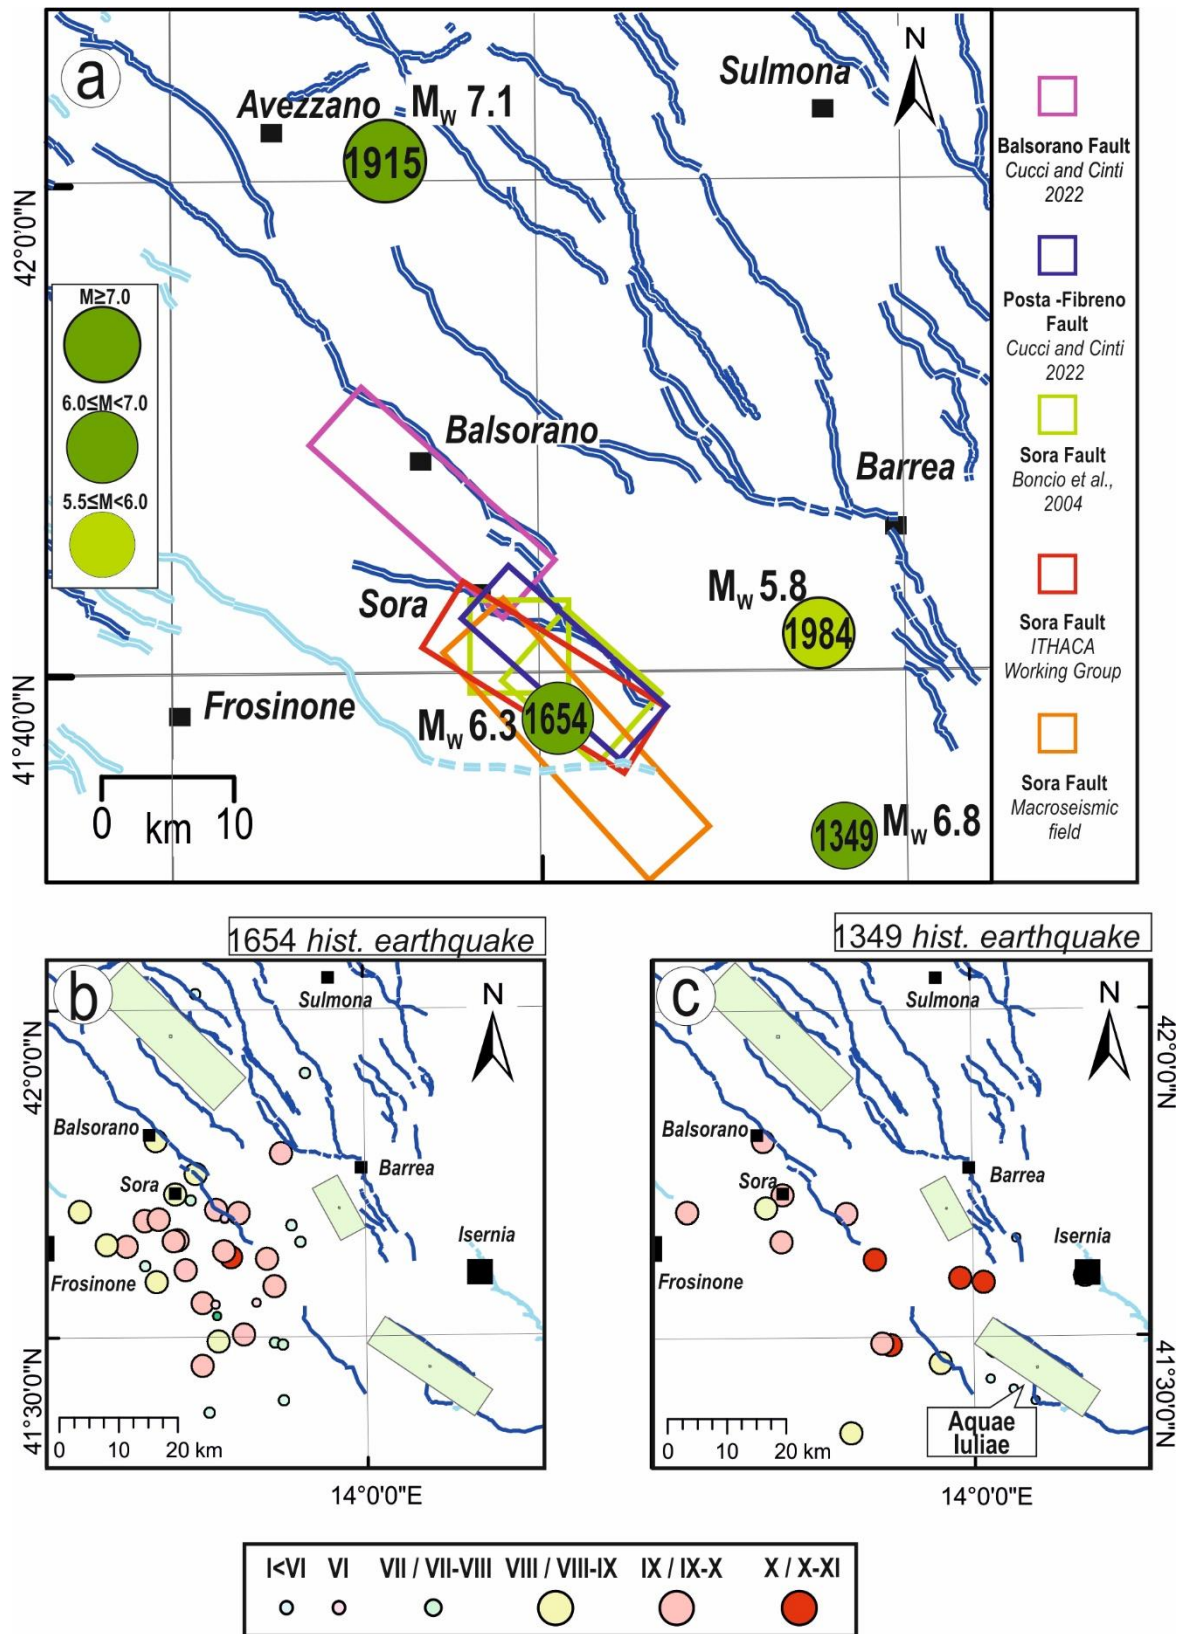 a
N
Avezzano
M_W 7.1
1915
Sulmona
42°0'0"N
M≥7.0
6.0≤M<7.0
5.5≤M<6.0
Balsorano
Barrea
Sora
M_W 5.8
1984
Frosinone
M_W 6.3
1654
41°40'0"N
0 km 10
1349
M_W 6.8
Balsorano Fault
Cucci and Cinti
2022
Posta -Fibreno
Fault
Cucci and Cinti
2022
Sora Fault
Boncio et al.,
2004
Sora Fault
ITHACA
Working Group
Sora Fault
Macroseismic
field
1654 hist. earthquake
b
N
Sulmona
42°0'0"N
Balsorano
Barrea
Sora
Isernia
Frosinone
41°30'0"N
0 10 20 km
14°0'0"E
1349 hist. earthquake
c
N
Sulmona
42°0'0"N
Balsorano
Barrea
Sora
Isernia
Frosinone
41°30'0"N
Aquae
Iuliae
0 10 20 km
14°0'0"E
I<VI VI VII / VII-VIII VIII / VIII-IX IX / IX-X X / X-XI